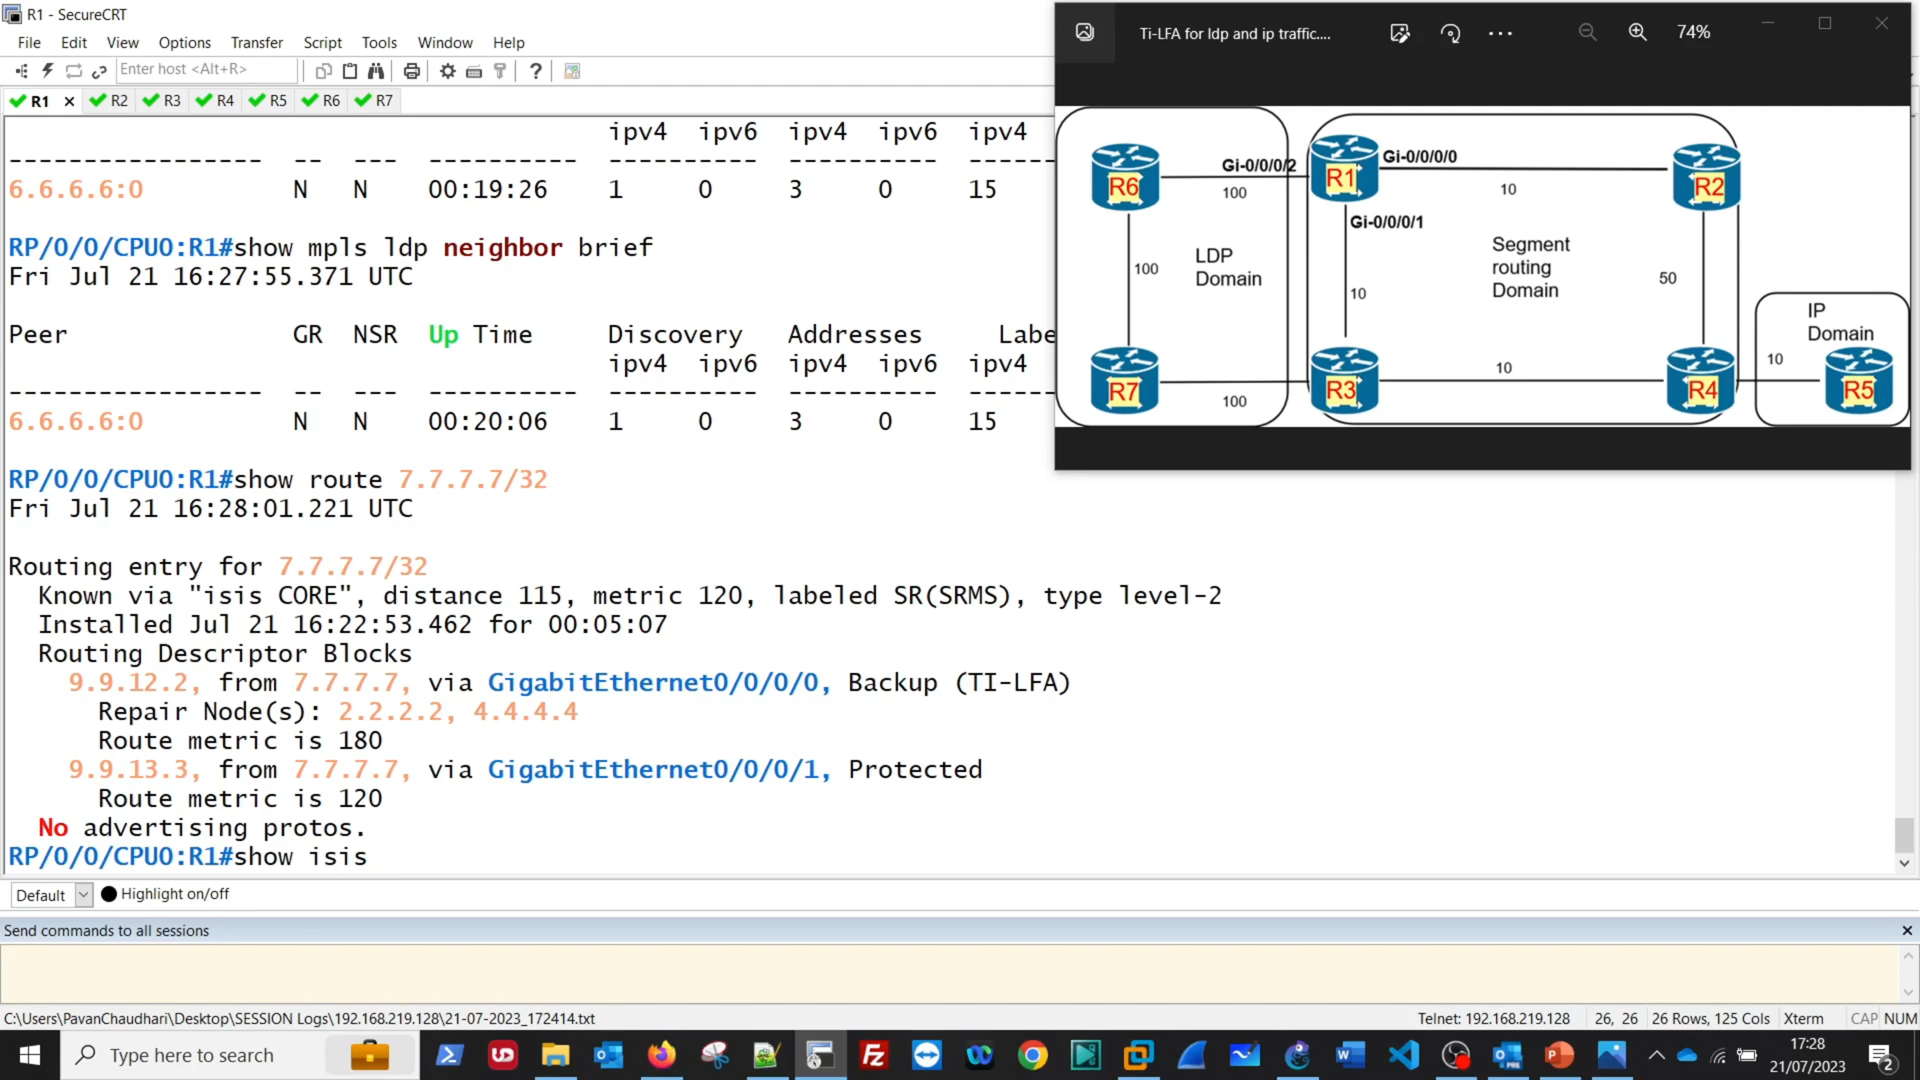 R1 - SecureCRT
File Edit View Options Transfer Script Tools Window Help
Enter host <Alt+R>
R1 R2 R3 R4 R5 R6 R7
ipv4 ipv6 ipv4 ipv6 ipv4
----------------- -- --- ---------- ---------- ---------- ------
6.6.6.6:0 N N 00:19:26 1 0 3 0 15
RP/0/0/CPU0:R1#show mpls ldp neighbor brief
Fri Jul 21 16:27:55.371 UTC
Peer GR NSR Up Time Discovery Addresses Labe
ipv4 ipv6 ipv4 ipv6 ipv4
----------------- -- --- ---------- ---------- ---------- ------
6.6.6.6:0 N N 00:20:06 1 0 3 0 15
RP/0/0/CPU0:R1#show route 7.7.7.7/32
Fri Jul 21 16:28:01.221 UTC
Routing entry for 7.7.7.7/32
Known via "isis CORE", distance 115, metric 120, labeled SR(SRMS), type level-2
Installed Jul 21 16:22:53.462 for 00:05:07
Routing Descriptor Blocks
9.9.12.2, from 7.7.7.7, via GigabitEthernet0/0/0/0, Backup (TI-LFA)
Repair Node(s): 2.2.2.2, 4.4.4.4
Route metric is 180
9.9.13.3, from 7.7.7.7, via GigabitEthernet0/0/0/1, Protected
Route metric is 120
No advertising protos.
RP/0/0/CPU0:R1#show isis
Ti-LFA for ldp and ip traffic....
74%
R6
Gi-0/0/0/2
100
R1
Gi-0/0/0/0
10
R2
Gi-0/0/0/1
100
LDP
Domain
10
Segment
routing
Domain
50
IP
Domain
R7
100
R3
10
R4
10
R5
Default
Highlight on/off
Send commands to all sessions
C:\Users\PavanChaudhari\Desktop\SESSION Logs\192.168.219.128\21-07-2023_172414.txt
Telnet: 192.168.219.128 26, 26 26 Rows, 125 Cols Xterm CAP NUM
Type here to search
17:28
21/07/2023
2